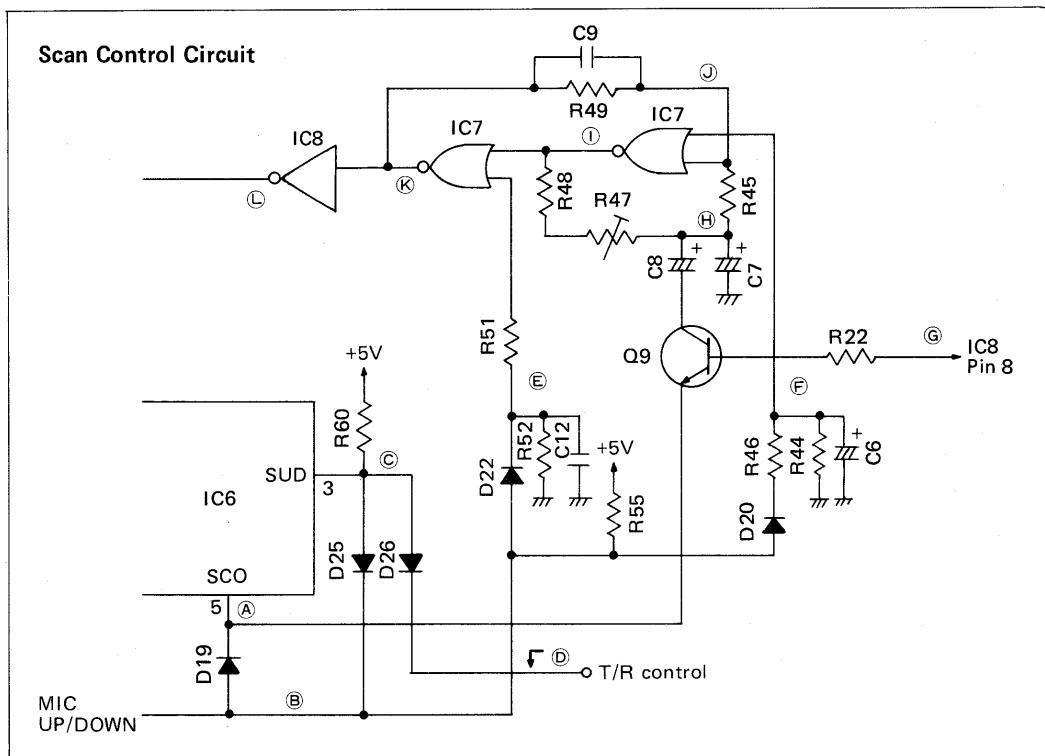 Scan Control Circuit
C9
J
R49
IC8
IC7
I
IC7
K
L
R48
R47
H
R45
C8
C7
R51
Q9
R22
G
IC8
Pin 8
+5V
E
F
R60
R52
C12
+5V
R46
R44
C6
C
D22
R55
SUD
3
D20
IC6
D25
D26
SCO
5
A
D19
D
T/R control
MIC
UP/DOWN
B